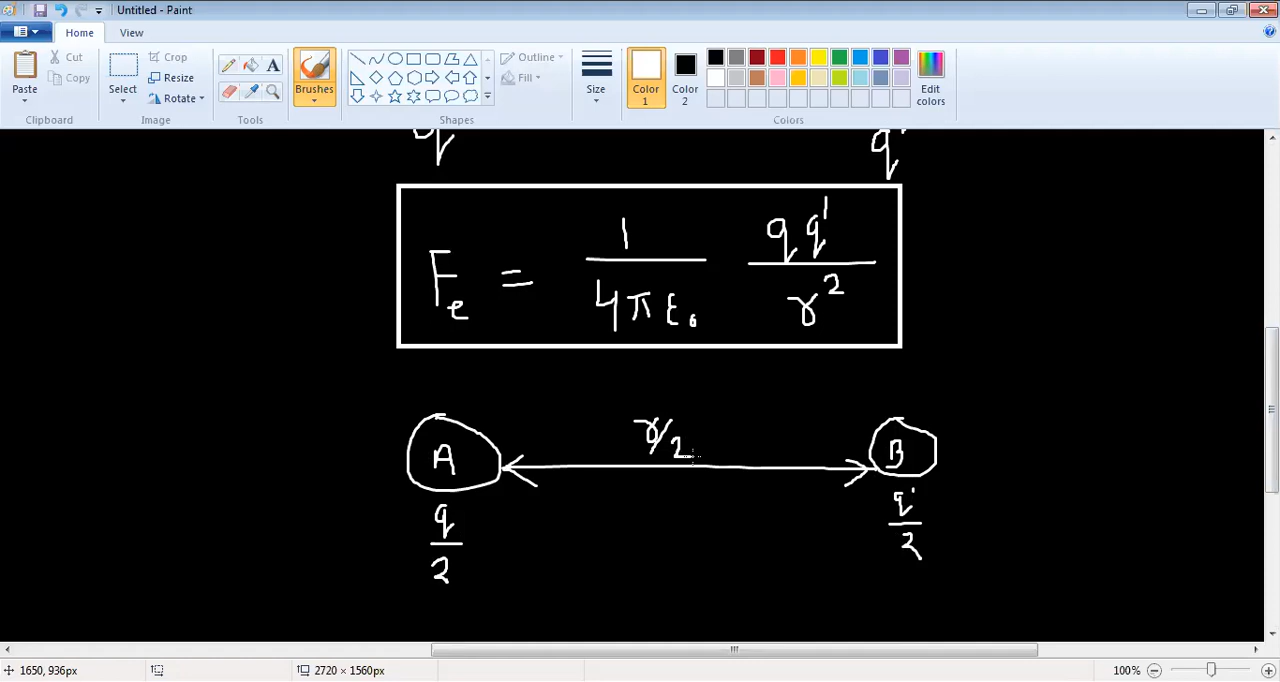 Untitled - Paint
Home View
Paste
Cut
Copy
Clipboard
Select
Crop
Resize
Rotate
Image
A
Tools
Brushes
Outline
Fill
Shapes
Size
Color 1
Color 2
Edit colors
Colors
q q'
F_e = 1/(4πε₀) qq'/r²
A r/2 B
q/2 q'/2
1650, 936px 2720 × 1560px 100%